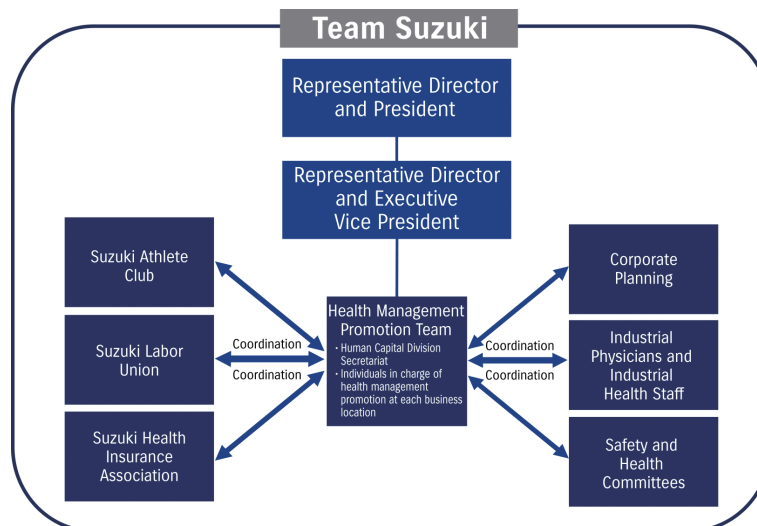 Team Suzuki
Representative Director
and President
Representative Director
and Executive
Vice President
Suzuki Athlete
Club
Suzuki Labor
Union
Suzuki Health
Insurance
Association
Coordination
Coordination
Health Management
Promotion Team
・Human Capital Division
Secretariat
・Individuals in charge of
health management
promotion at each business
location
Coordination
Coordination
Corporate
Planning
Industrial
Physicians and
Industrial
Health Staff
Safety and
Health
Committees